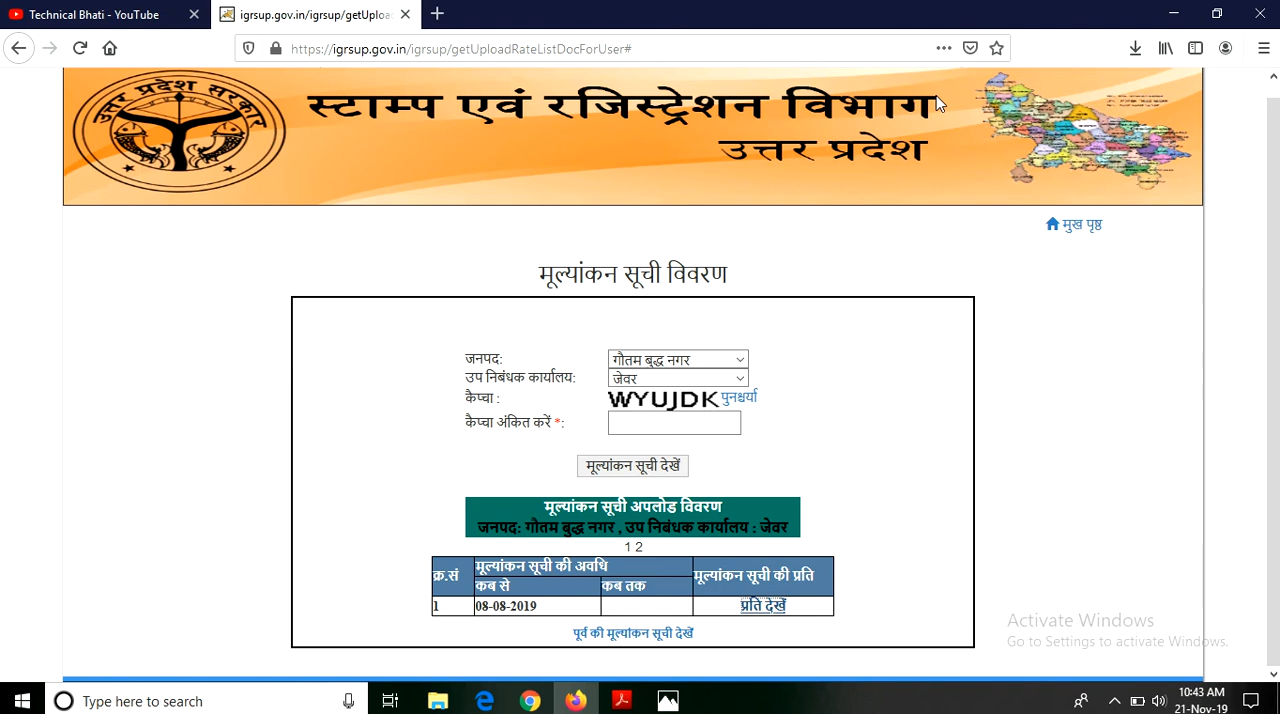 Technical Bhati - YouTube
igrsup.gov.in/igrsup/getUploa
https://igrsup.gov.in/igrsup/getUploadRateListDocForUser#
उत्तर प्रदेश सरकार
स्टाम्प एवं रजिस्ट्रेशन विभाग
उत्तर प्रदेश
मुख पृष्ठ
मूल्यांकन सूची विवरण
जनपद: गौतम बुद्ध नगर
उप निबंधक कार्यालय: जेवर
कैप्चा : WYUJDK पुनश्चर्या
कैप्चा अंकित करें *:
मूल्यांकन सूची देखें
मूल्यांकन सूची अपलोड विवरण
जनपद: गौतम बुद्ध नगर , उप निबंधक कार्यालय : जेवर
1 2
क्र.सं मूल्यांकन सूची की अवधि मूल्यांकन सूची की प्रति
कब से कब तक
1 08-08-2019 प्रति देखें
पूर्व की मूल्यांकन सूची देखें
Activate Windows
Go to Settings to activate Windows.
Type here to search
10:43 AM
21-Nov-19